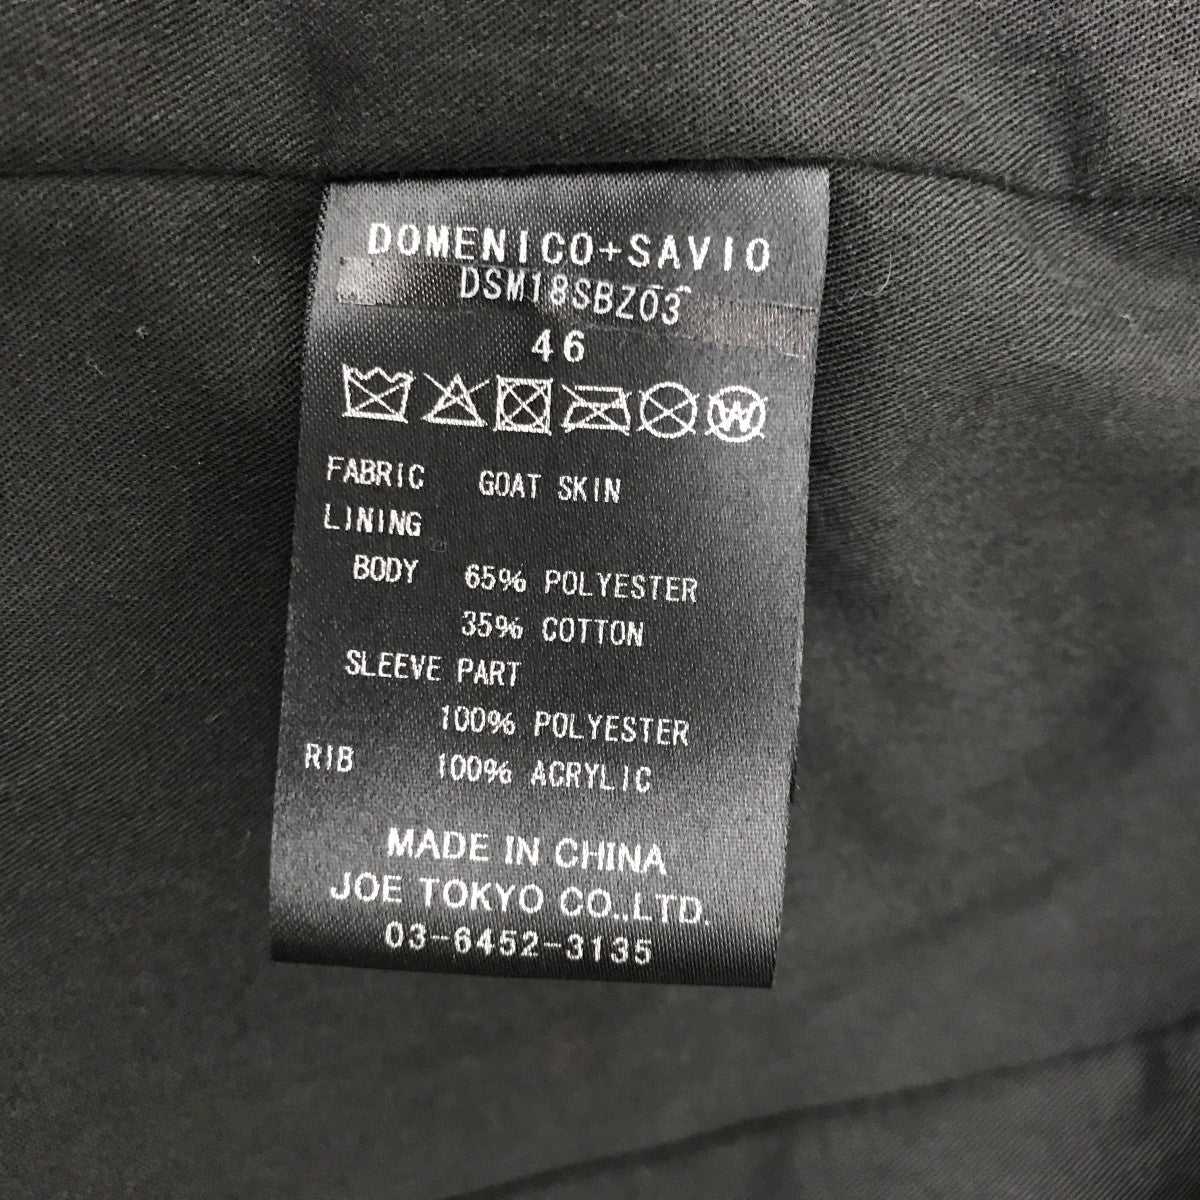 DOMENICO+SAVIO
DSM18SBZ03
46
W
FABRIC GOAT SKIN
LINING
BODY 65% POLYESTER
35% COTTON
SLEEVE PART
100% POLYESTER
RIB 100% ACRYLIC
MADE IN CHINA
JOE TOKYO CO.,LTD.
03-6452-3135